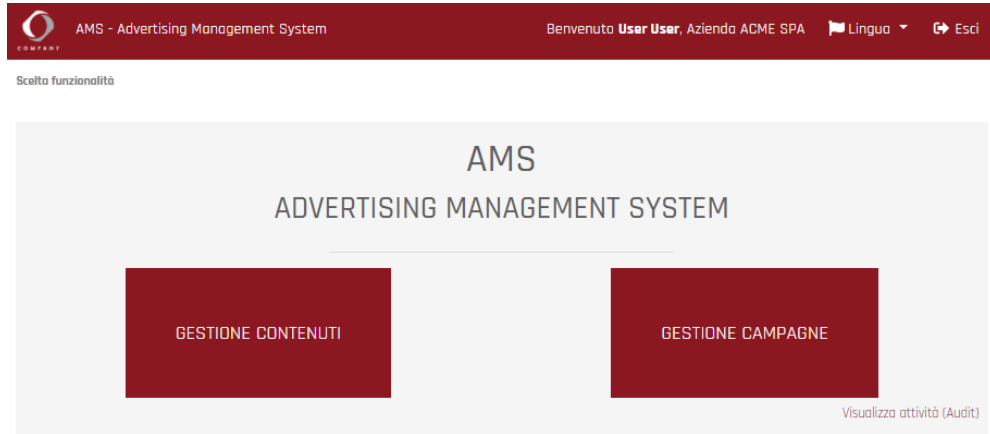 COMPANY
AMS - Advertising Management System
Benvenuto User User, Azienda ACME SPA
Lingua
Esci
Scelta funzionalità
AMS
ADVERTISING MANAGEMENT SYSTEM
GESTIONE CONTENUTI
GESTIONE CAMPAGNE
Visualizza attività (Audit)